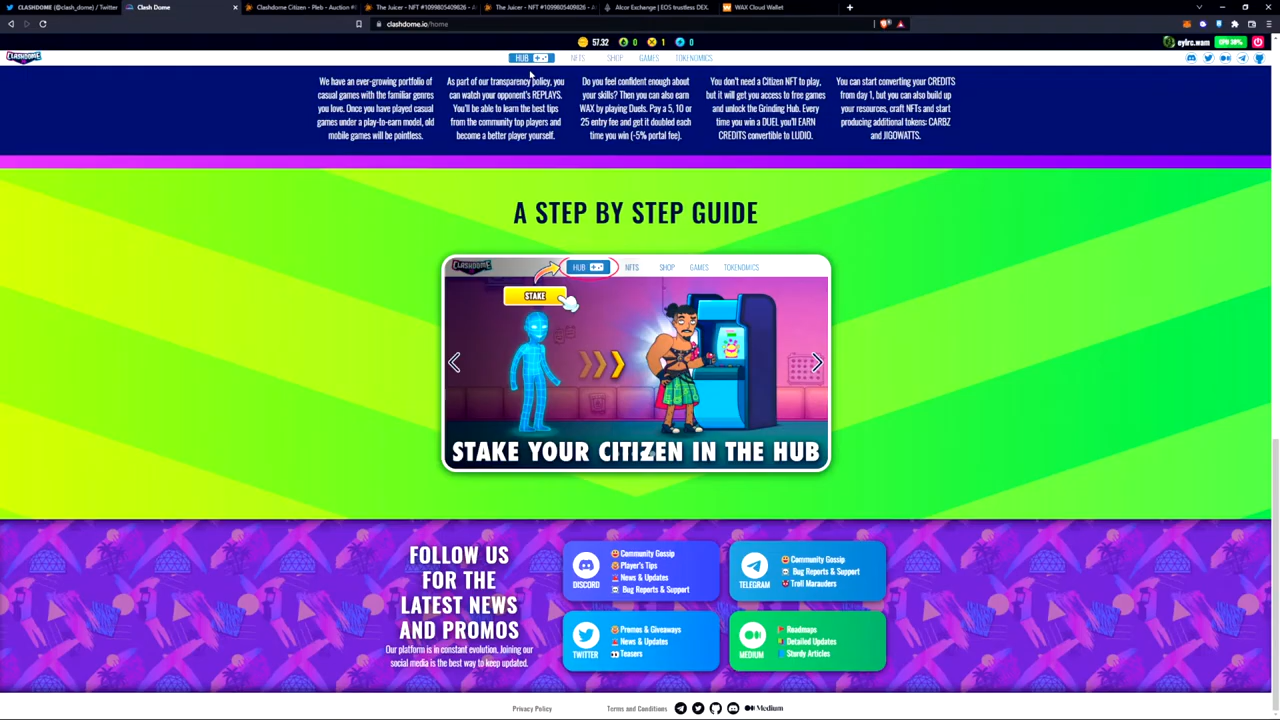 CLASHDOME (@clash_dome) / Twitter
Clash Dome
Clashdome Citizen - Pleb - Auction #
The Juicer - NFT #1099805409826 - A
The Juicer - NFT #1099805409826 - A
Alcor Exchange | EOS trustless DEX.
WAX Cloud Wallet
clashdome.io/home
57.32
0
1
0
oylrc.wam
CPU 38%
CLASHDOME
HUB
NFTS
SHOP
GAMES
TOKENOMICS
We have an ever-growing portfolio of
casual games with the familiar genres
you love. Once you have played casual
games under a play-to-earn model, old
mobile games will be pointless.
As part of our transparency policy, you
can watch your opponent's REPLAYS.
You'll be able to learn the best tips
from the community top players and
become a better player yourself.
Do you feel confident enough about
your skills? Then you can also earn
WAX by playing Duels. Pay a 5, 10 or
25 entry fee and get it doubled each
time you win (-5% portal fee).
You don't need a Citizen NFT to play,
but it will get you access to free games
and unlock the Grinding Hub. Every
time you win a DUEL you'll EARN
CREDITS convertible to LUDIO.
You can start converting your CREDITS
from day 1, but you can also build up
your resources, craft NFTs and start
producing additional tokens: CARBZ
and JIGOWATTS.
A STEP BY STEP GUIDE
CLASHDOME
HUB
NFTS
SHOP
GAMES
TOKENOMICS
STAKE
STAKE YOUR CITIZEN IN THE HUB
FOLLOW US
FOR THE
LATEST NEWS
AND PROMOS
Our platform is in constant evolution. Joining our
social media is the best way to keep updated.
DISCORD
Community Gossip
Player's Tips
News & Updates
Bug Reports & Support
TELEGRAM
Community Gossip
Bug Reports & Support
Troll Marauders
TWITTER
Promos & Giveaways
News & Updates
Teasers
MEDIUM
Roadmaps
Detailed Updates
Sturdy Articles
Privacy Policy
Terms and Conditions
Medium